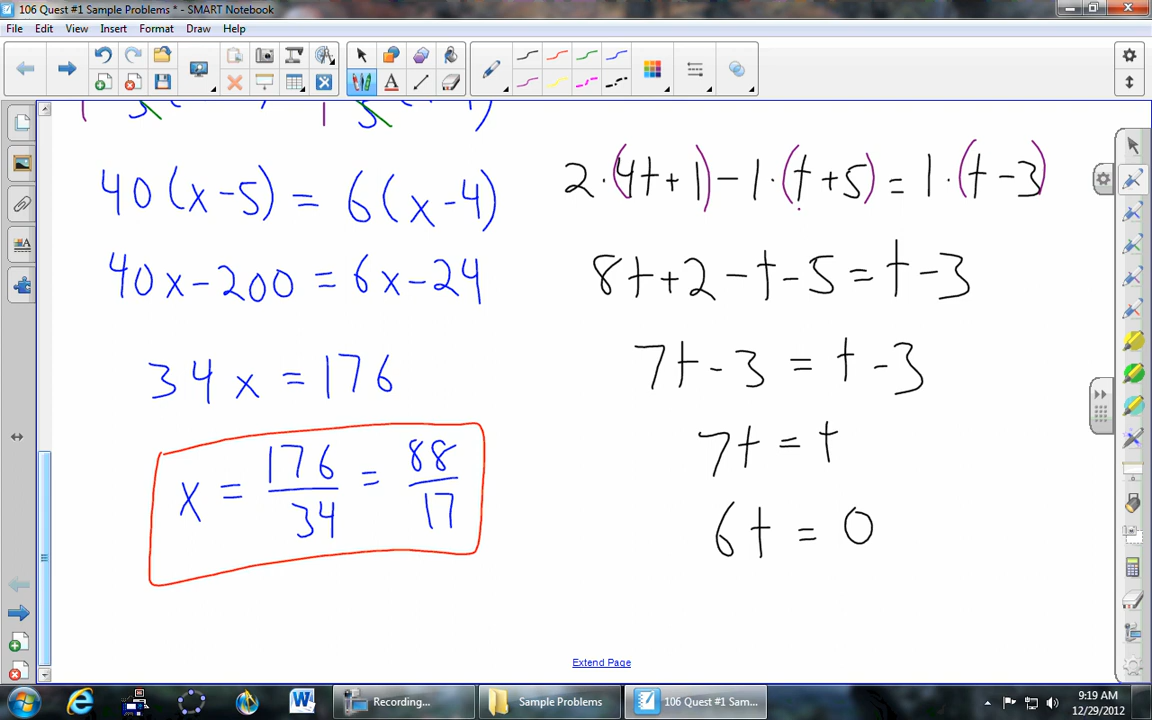 106 Quest #1 Sample Problems * - SMART Notebook
File Edit View Insert Format Draw Help
40(x-5) = 6(x-4)
40x-200 = 6x-24
34x = 176
x = 176/34 = 88/17
2·(4t+1)-1·(t+5) = 1·(t-3)
8t+2-t-5 = t-3
7t-3 = t-3
7t = t
6t = 0
Extend Page
Recording...
Sample Problems
106 Quest #1 Sam...
9:19 AM
12/29/2012